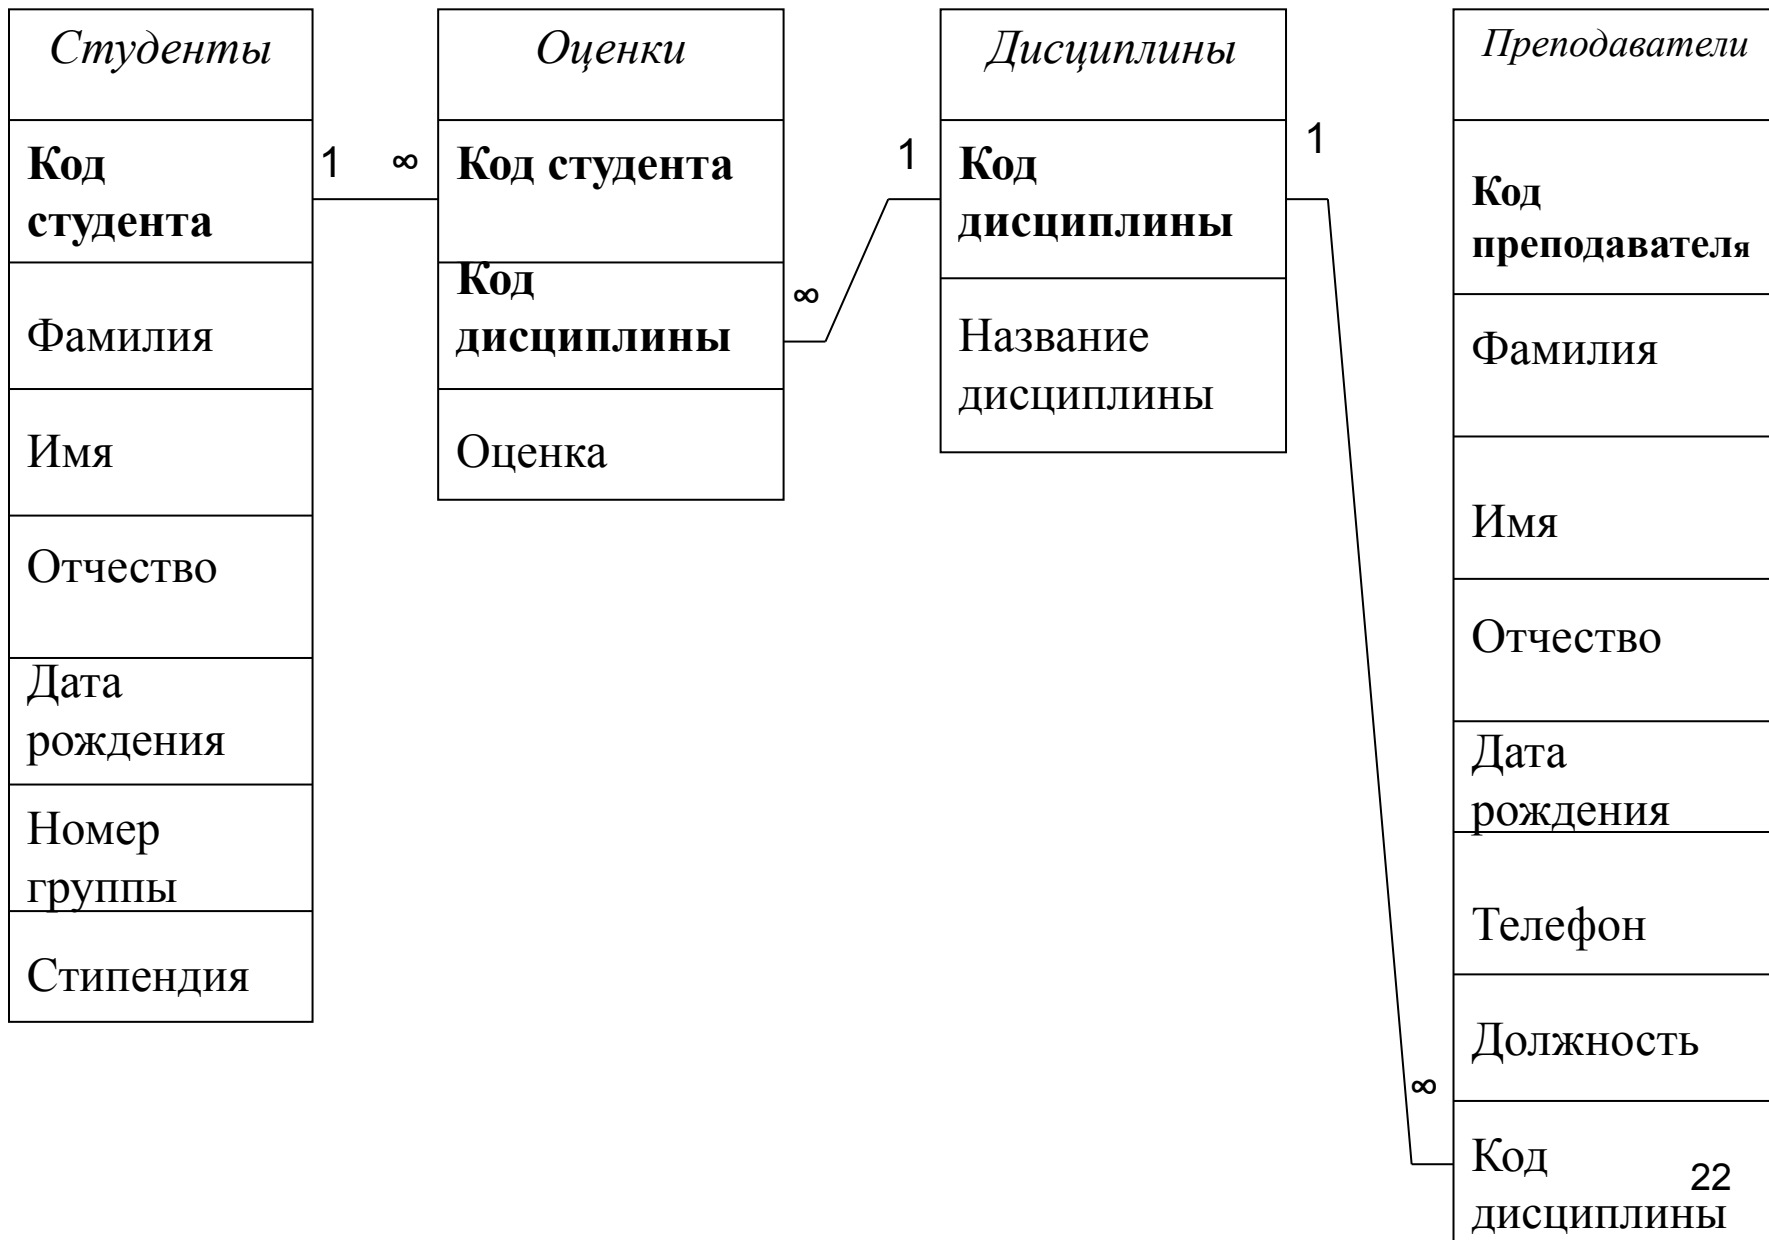 Студенты
Код
студента
Фамилия
Имя
Отчество
Дата
рождения
Номер
группы
Стипендия
1
∞
Оценки
Код студента
Код
дисциплины
Оценка
∞
1
Дисциплины
Код
дисциплины
Название
дисциплины
1
∞
Преподаватели
Код
преподавателя
Фамилия
Имя
Отчество
Дата
рождения
Телефон
Должность
Код
дисциплины
22